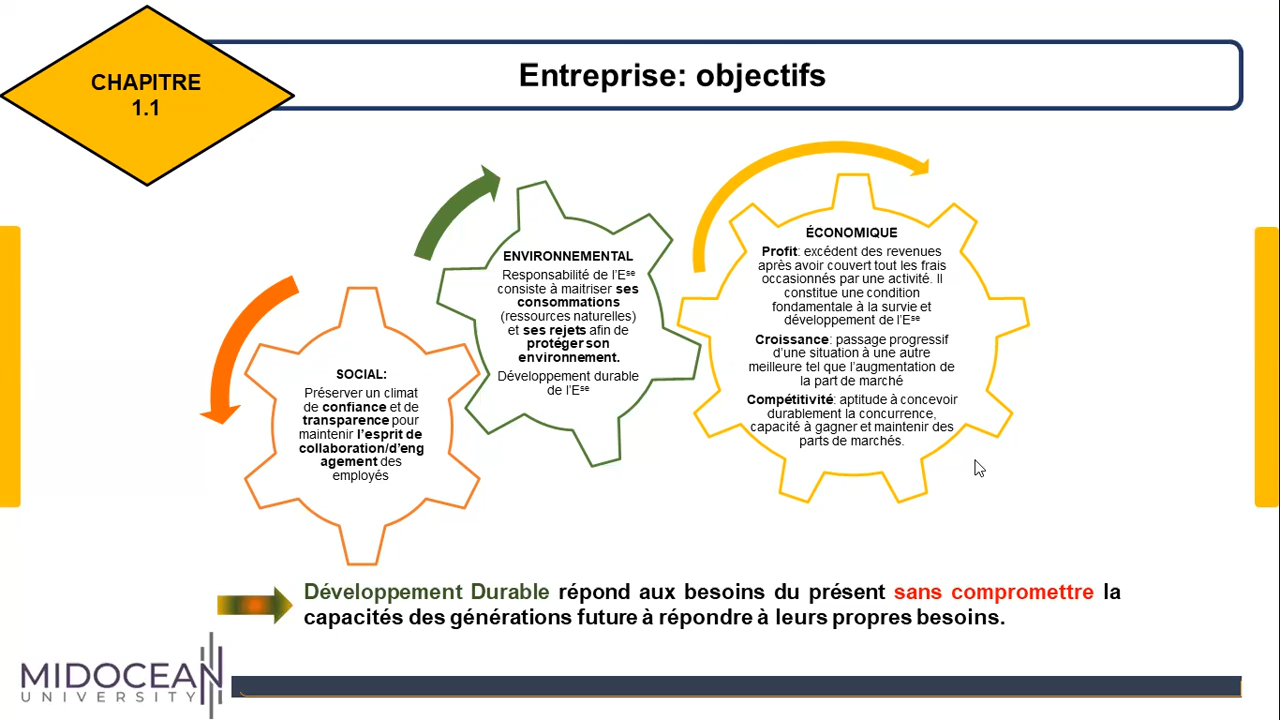 CHAPITRE
1.1
Entreprise: objectifs
SOCIAL:
Préserver un climat
de confiance et de
transparence pour
maintenir l'esprit de
collaboration/d'eng
agement des
employés
ENVIRONNEMENTAL
Responsabilité de l'Ese
consiste à maitriser ses
consommations
(ressources naturelles)
et ses rejets afin de
protéger son
environnement.
Développement durable
de l'Ese
ÉCONOMIQUE
Profit: excédent des revenues
après avoir couvert tout les frais
occasionnés par une activité. Il
constitue une condition
fondamentale à la survie et
développement de l'Ese
Croissance: passage progressif
d'une situation à une autre
meilleure tel que l'augmentation de
la part de marché
Compétitivité: aptitude à concevoir
durablement la concurrence,
capacité à gagner et maintenir des
parts de marchés.
Développement Durable répond aux besoins du présent sans compromettre la
capacités des générations future à répondre à leurs propres besoins.
MIDOCEAN
UNIVERSITY